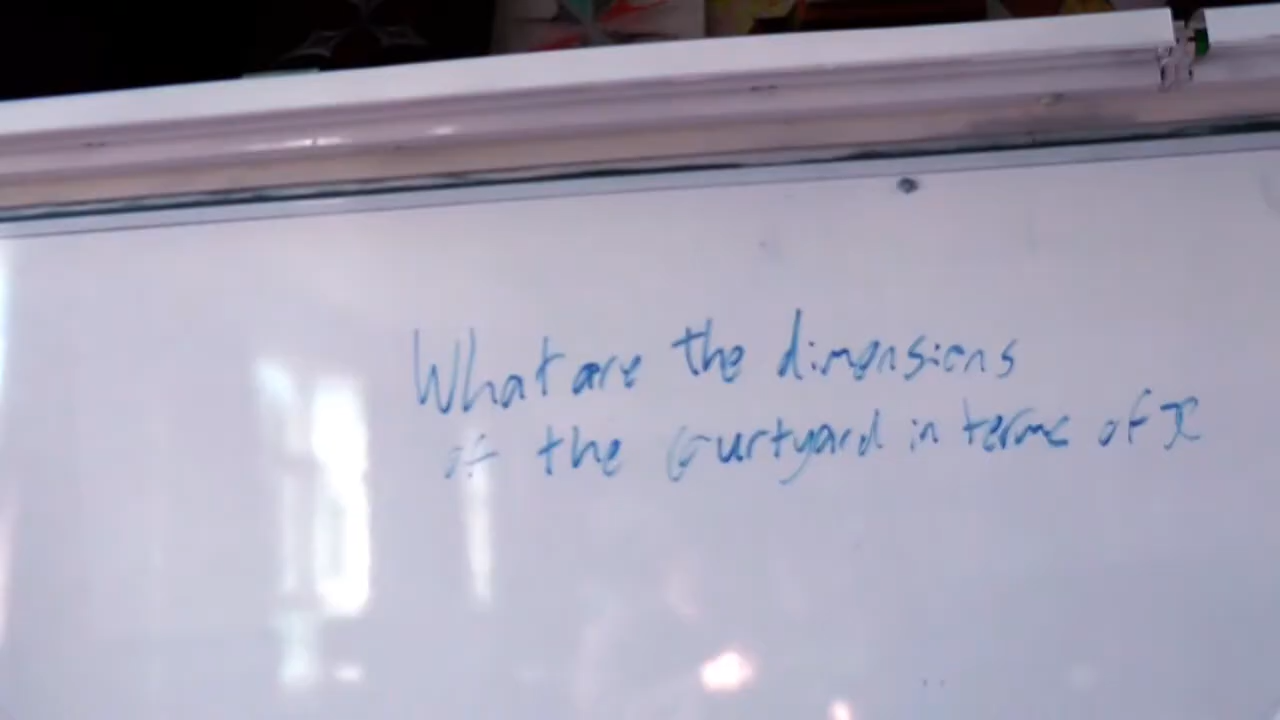 What are the dimensions
of the courtyard in terms of x